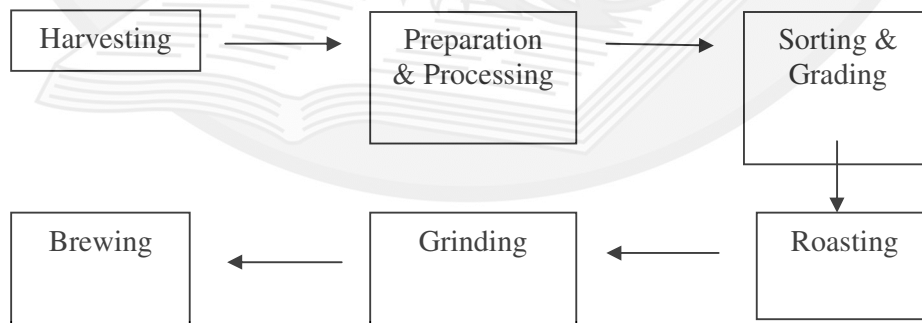 Harvesting
Preparation
& Processing
Sorting &
Grading
Roasting
Grinding
Brewing